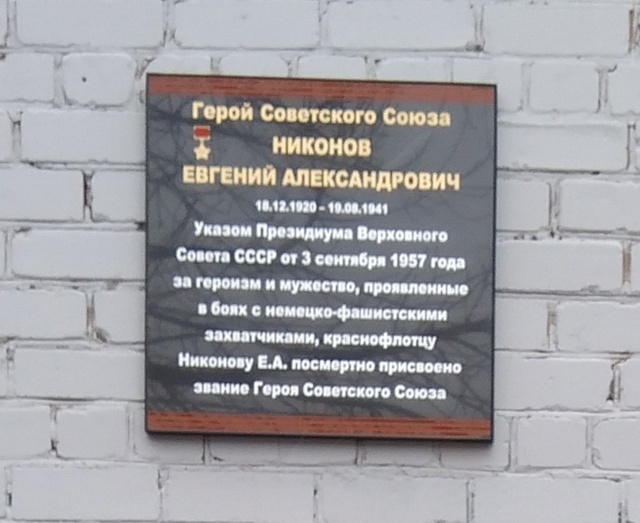 Герой Советского Союза
НИКОНОВ
ЕВГЕНИЙ АЛЕКСАНДРОВИЧ
18.12.1920 - 19.08.1941
Указом Президиума Верховного
Совета СССР от 3 сентября 1957 года
за героизм и мужество, проявленные
в боях с немецко-фашистскими
захватчиками, краснофлотцу
Никонову Е.А. посмертно присвоено
звание Героя Советского Союза